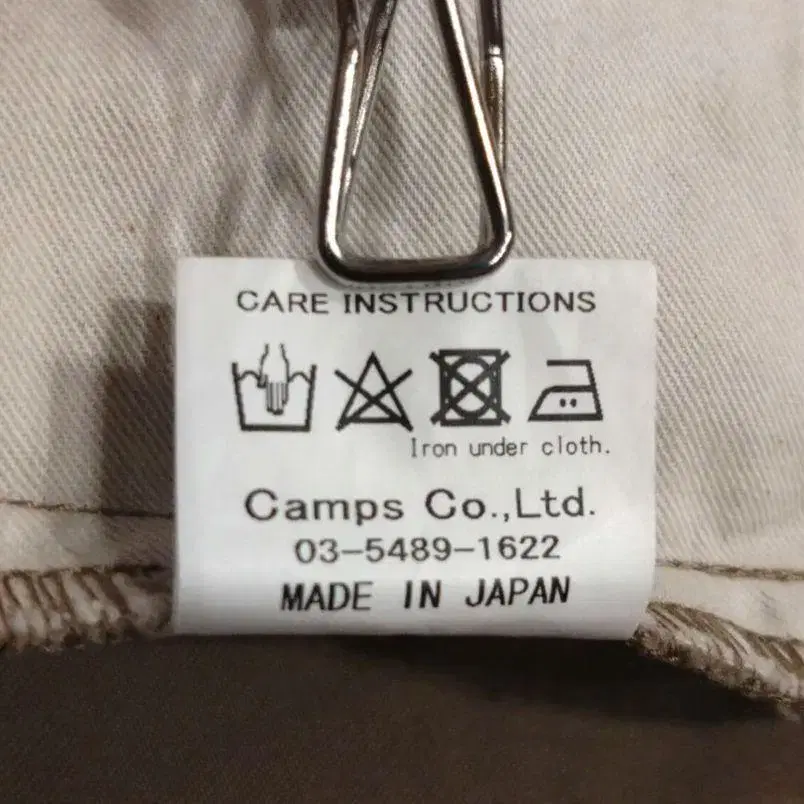 CARE INSTRUCTIONS
Iron under cloth.
Camps Co.,Ltd.
03-5489-1622
MADE IN JAPAN